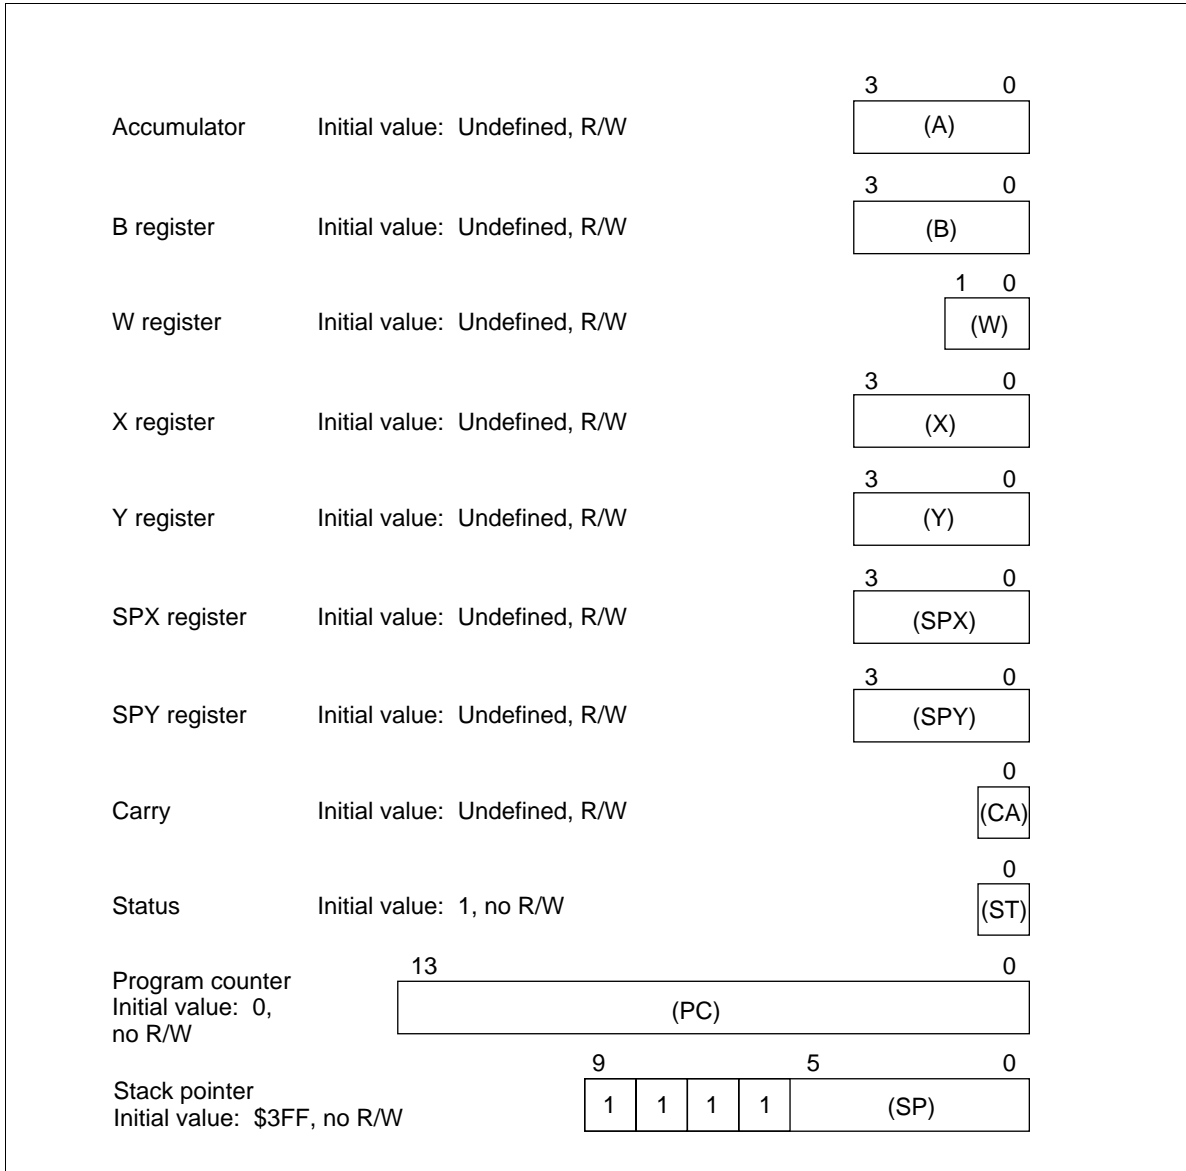 3 0
Accumulator Initial value: Undefined, R/W (A)
3 0
B register Initial value: Undefined, R/W (B)
1 0
W register Initial value: Undefined, R/W (W)
3 0
X register Initial value: Undefined, R/W (X)
3 0
Y register Initial value: Undefined, R/W (Y)
3 0
SPX register Initial value: Undefined, R/W (SPX)
3 0
SPY register Initial value: Undefined, R/W (SPY)
0
Carry Initial value: Undefined, R/W (CA)
0
Status Initial value: 1, no R/W (ST)
13 0
Program counter
Initial value: 0, (PC)
no R/W
9 5 0
Stack pointer
Initial value: $3FF, no R/W 1 1 1 1 (SP)